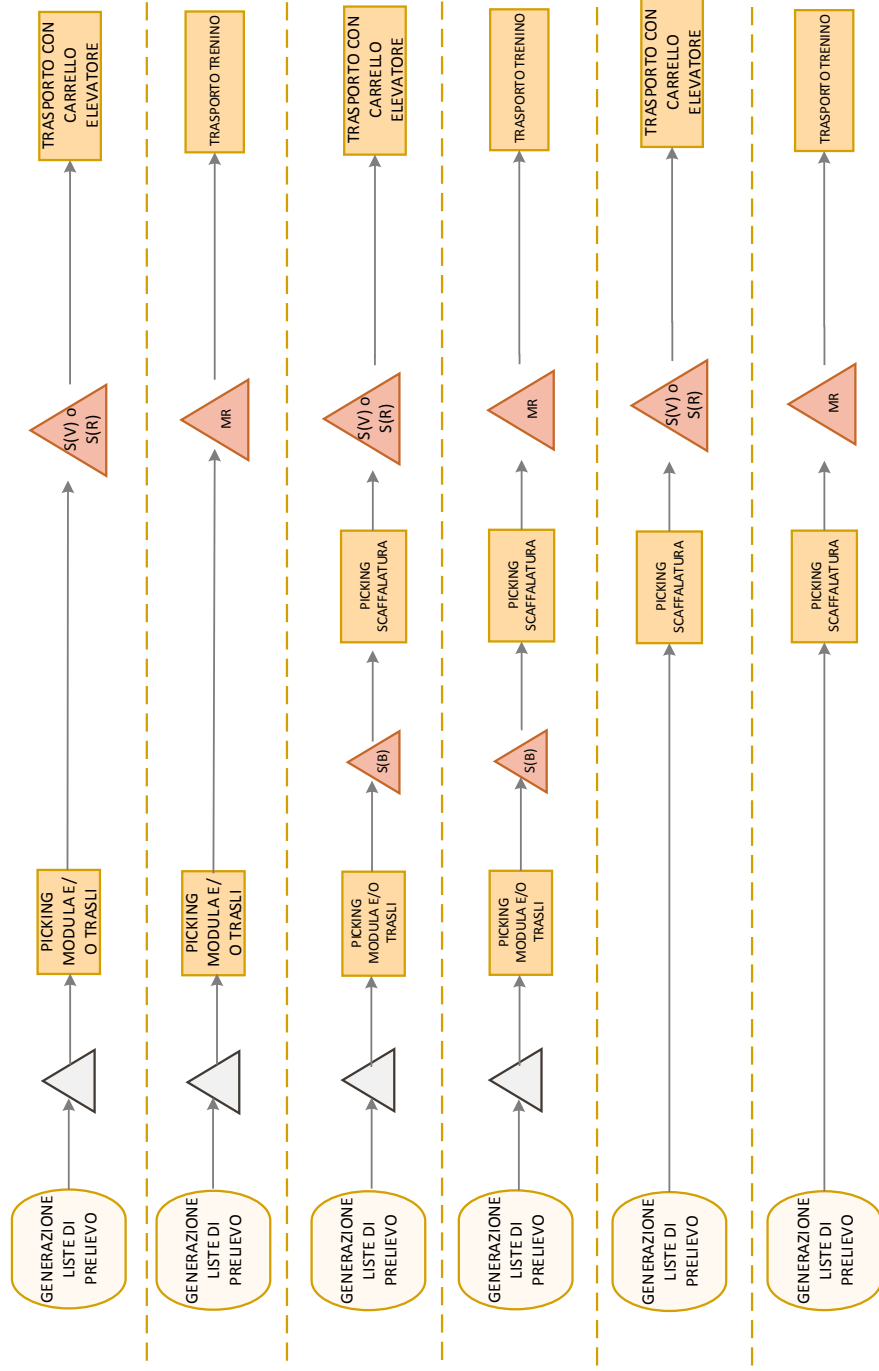 GENERAZIONE
LISTE DI
PRELIEVO
PICKING
MODULA E/
O TRASLI
S(V) o
S(R)
TRASPORTO CON
CARRELLO
ELEVATORE
GENERAZIONE
LISTE DI
PRELIEVO
PICKING
MODULA E/
O TRASLI
MR
TRASPORTO TRENINO
GENERAZIONE
LISTE DI
PRELIEVO
PICKING
MODULA E/O
TRASLI
S(B)
PICKING
SCAFFALATURA
S(V) o
S(R)
TRASPORTO CON
CARRELLO
ELEVATORE
GENERAZIONE
LISTE DI
PRELIEVO
PICKING
MODULA E/O
TRASLI
S(B)
PICKING
SCAFFALATURA
MR
TRASPORTO TRENINO
GENERAZIONE
LISTE DI
PRELIEVO
PICKING
SCAFFALATURA
S(V) o
S(R)
TRASPORTO CON
CARRELLO
ELEVATORE
GENERAZIONE
LISTE DI
PRELIEVO
PICKING
SCAFFALATURA
MR
TRASPORTO TRENINO